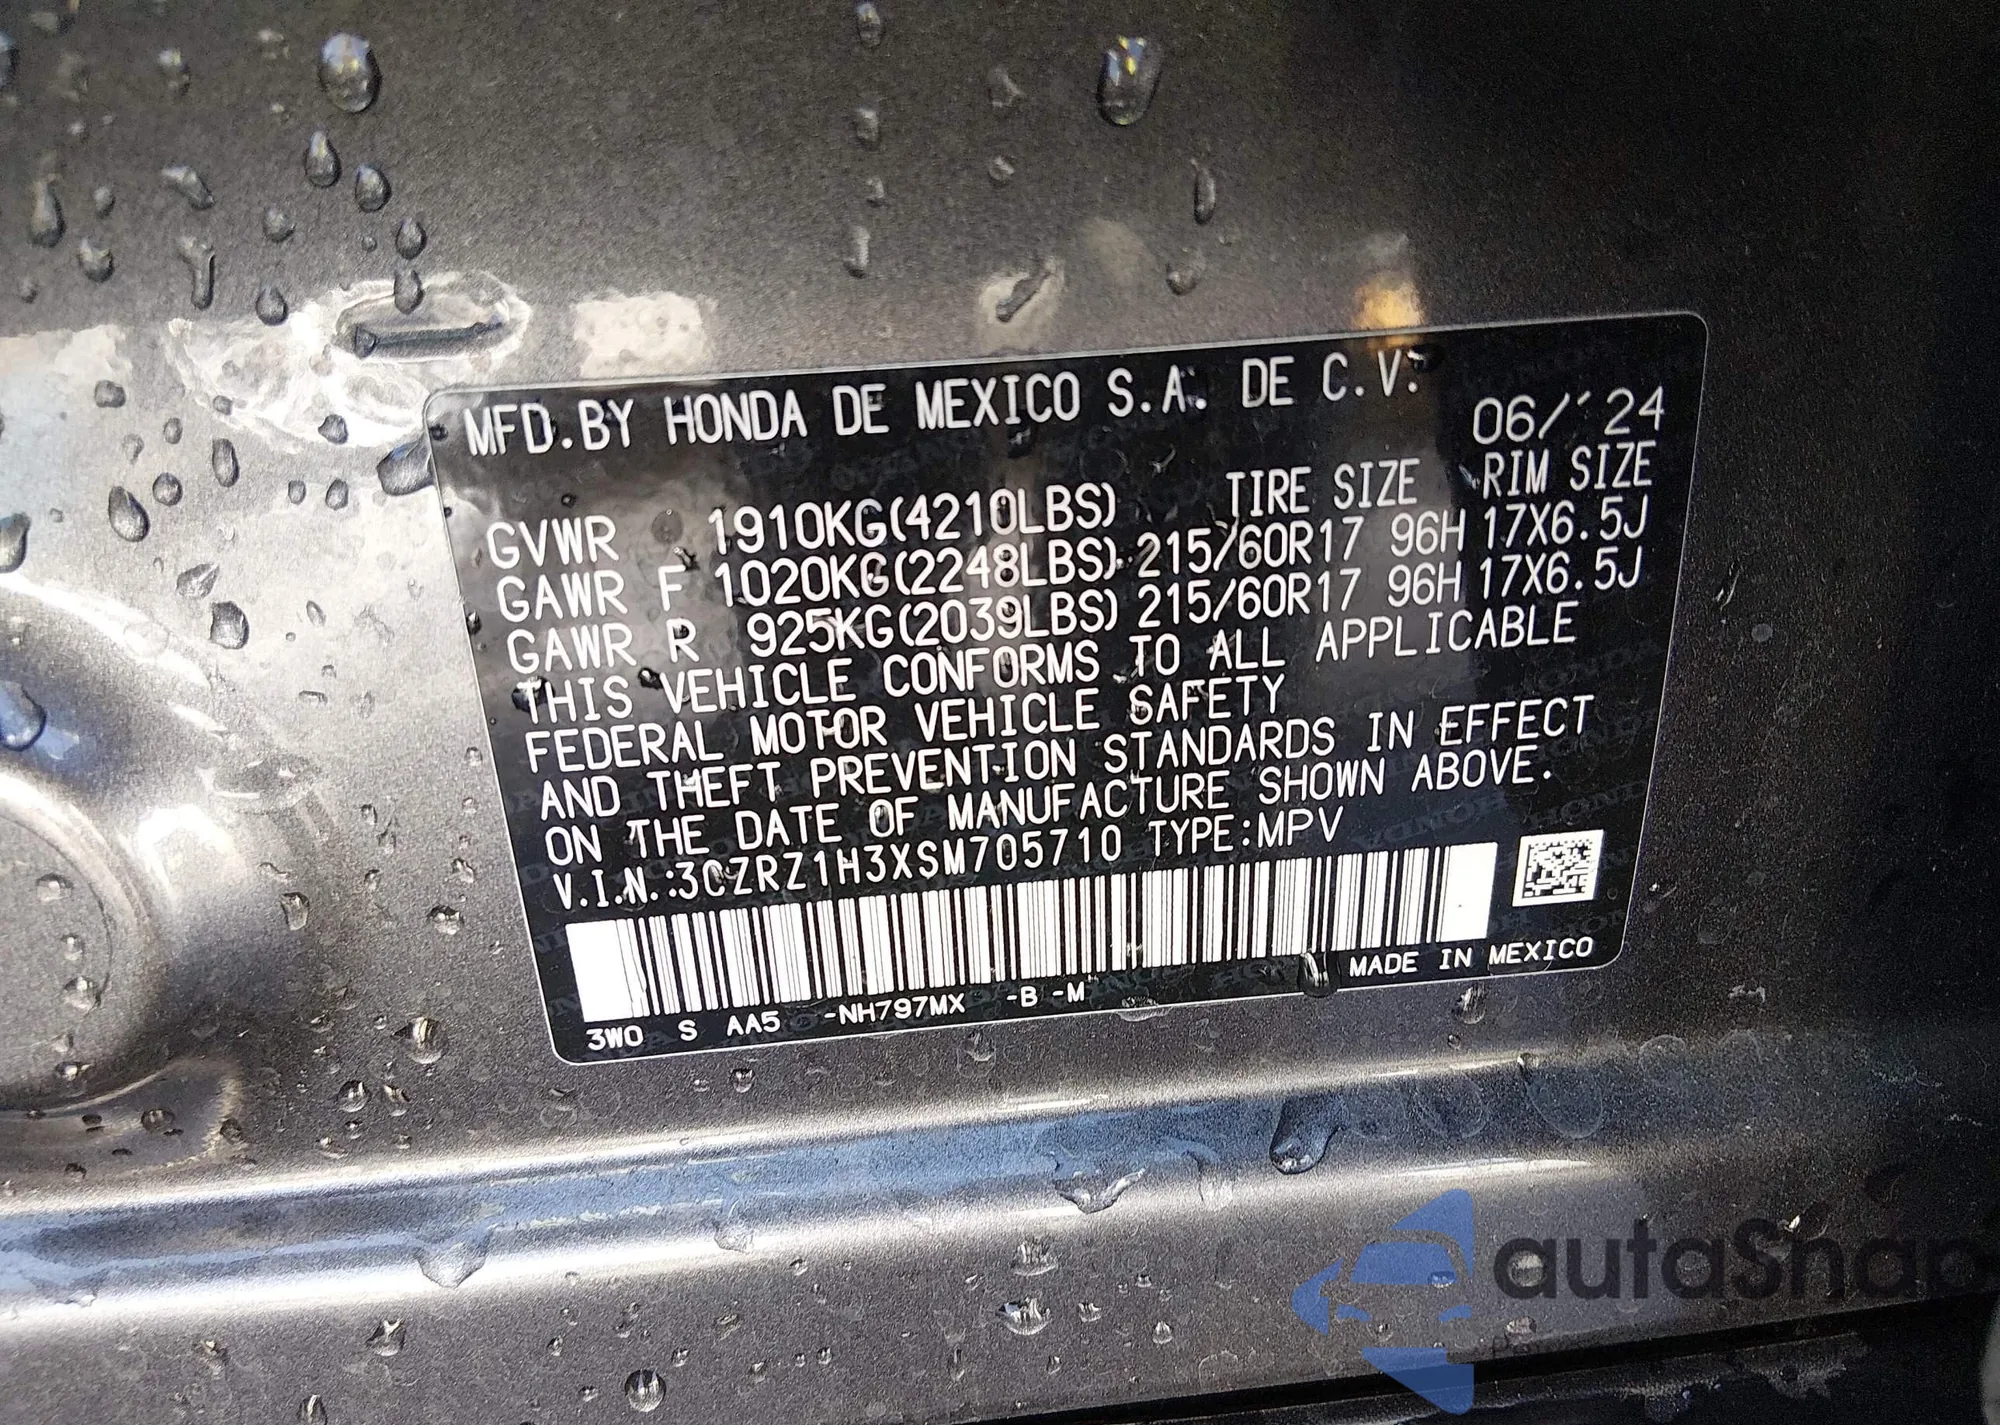 MFD.BY HONDA DE MEXICO S.A. DE C.V.
06/'24
TIRE SIZE RIM SIZE
GVWR 1910KG(4210LBS)
GAWR F 1020KG(2248LBS) 215/60R17 96H 17X6.5J
GAWR R 925KG(2039LBS) 215/60R17 96H 17X6.5J
THIS VEHICLE CONFORMS TO ALL APPLICABLE
FEDERAL MOTOR VEHICLE SAFETY
AND THEFT PREVENTION STANDARDS IN EFFECT
ON THE DATE OF MANUFACTURE SHOWN ABOVE.
V.I.N.:3CZRZ1H3XSM705710 TYPE:MPV
MADE IN MEXICO
3W0 S AA5 -NH797MX -B -M
autaSnap